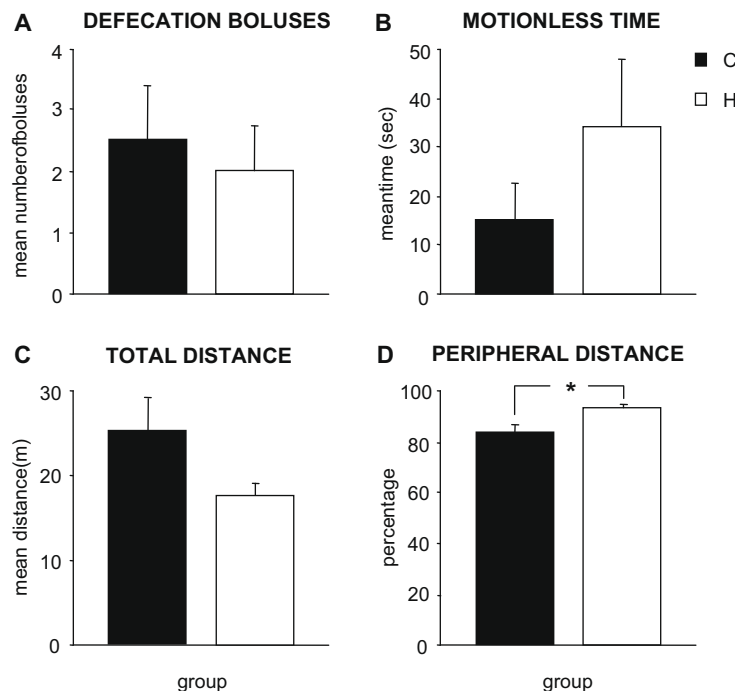 A DEFECATION BOLUSES
mean numberofboluses
4
3
2
1
0
B MOTIONLESS TIME
meantime (sec)
50
40
30
20
10
0
C
H
C TOTAL DISTANCE
mean distance(m)
30
20
10
0
group
D PERIPHERAL DISTANCE
percentage
100
80
90
40
20
0
*
group